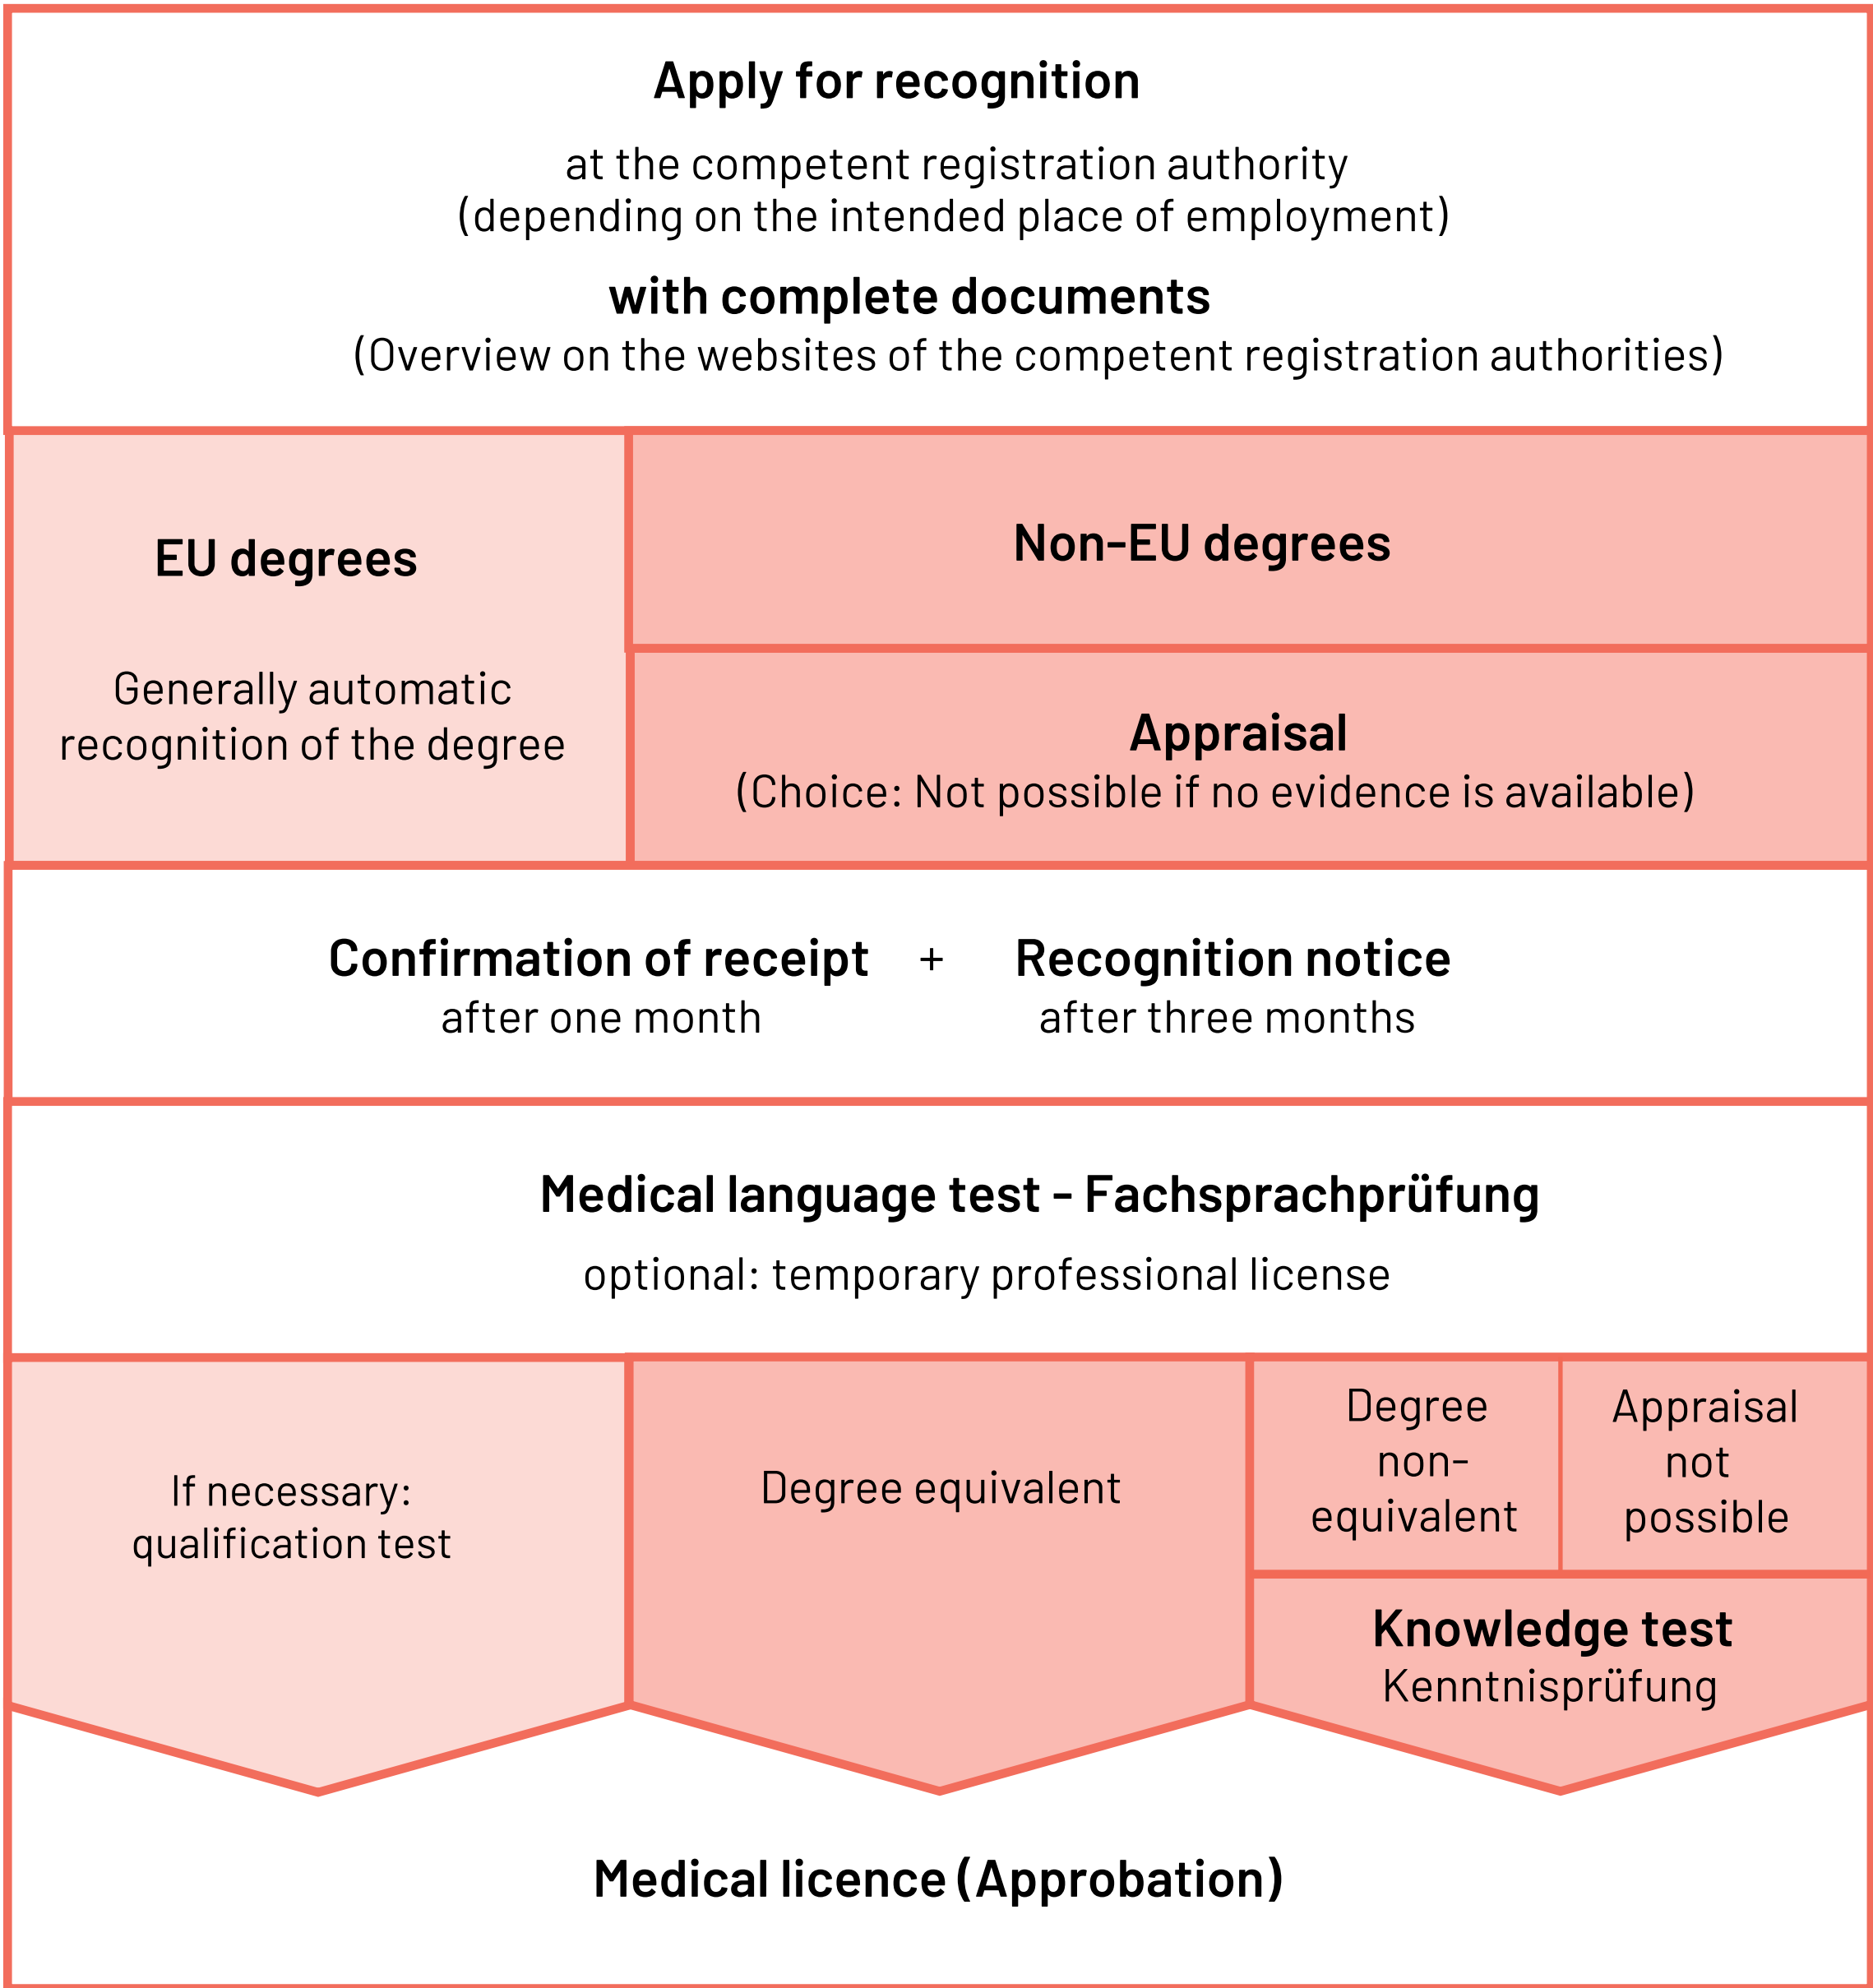 Apply for recognition
at the competent registration authority
(depending on the intended place of employment)
with complete documents
(Overview on the websites of the competent registration authorities)
EU degrees
Generally automatic
recognition of the degree
Non-EU degrees
Appraisal
(Choice: Not possible if no evidence is available)
Confirmation of receipt + Recognition notice
after one month after three months
Medical language test - Fachsprachprüfung
optional: temporary professional license
If necessary:
qualification test
Degree equivalent
Degree
non-
equivalent
Appraisal
not
possible
Knowledge test
Kenntnisprüfung
Medical licence (Approbation)